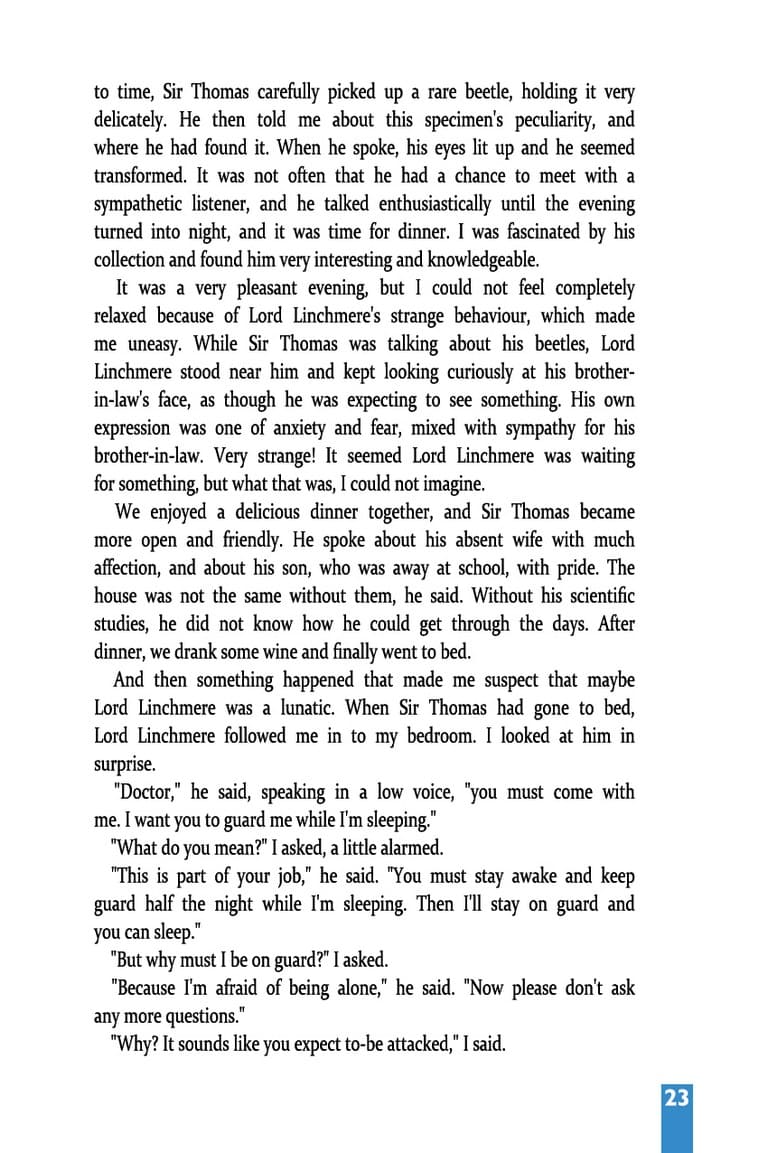 to time, Sir Thomas carefully picked up a rare beetle, holding it very
delicately. He then told me about this specimen's peculiarity, and
where he had found it. When he spoke, his eyes lit up and he seemed
transformed. It was not often that he had a chance to meet with a
sympathetic listener, and he talked enthusiastically until the evening
turned into night, and it was time for dinner. I was fascinated by his
collection and found him very interesting and knowledgeable.
It was a very pleasant evening, but I could not feel completely
relaxed because of Lord Linchmere's strange behaviour, which made
me uneasy. While Sir Thomas was talking about his beetles, Lord
Linchmere stood near him and kept looking curiously at his brother-
in-law's face, as though he was expecting to see something. His own
expression was one of anxiety and fear, mixed with sympathy for his
brother-in-law. Very strange! It seemed Lord Linchmere was waiting
for something, but what that was, I could not imagine.
We enjoyed a delicious dinner together, and Sir Thomas became
more open and friendly. He spoke about his absent wife with much
affection, and about his son, who was away at school, with pride. The
house was not the same without them, he said. Without his scientific
studies, he did not know how he could get through the days. After
dinner, we drank some wine and finally went to bed.
And then something happened that made me suspect that maybe
Lord Linchmere was a lunatic. When Sir Thomas had gone to bed,
Lord Linchmere followed me in to my bedroom. I looked at him in
surprise.
"Doctor," he said, speaking in a low voice, "you must come with
me. I want you to guard me while I'm sleeping."
"What do you mean?" I asked, a little alarmed.
"This is part of your job," he said. "You must stay awake and keep
guard half the night while I'm sleeping. Then I'll stay on guard and
you can sleep."
"But why must I be on guard?" I asked.
"Because I'm afraid of being alone," he said. "Now please don't ask
any more questions."
"Why? It sounds like you expect to-be attacked," I said.
23